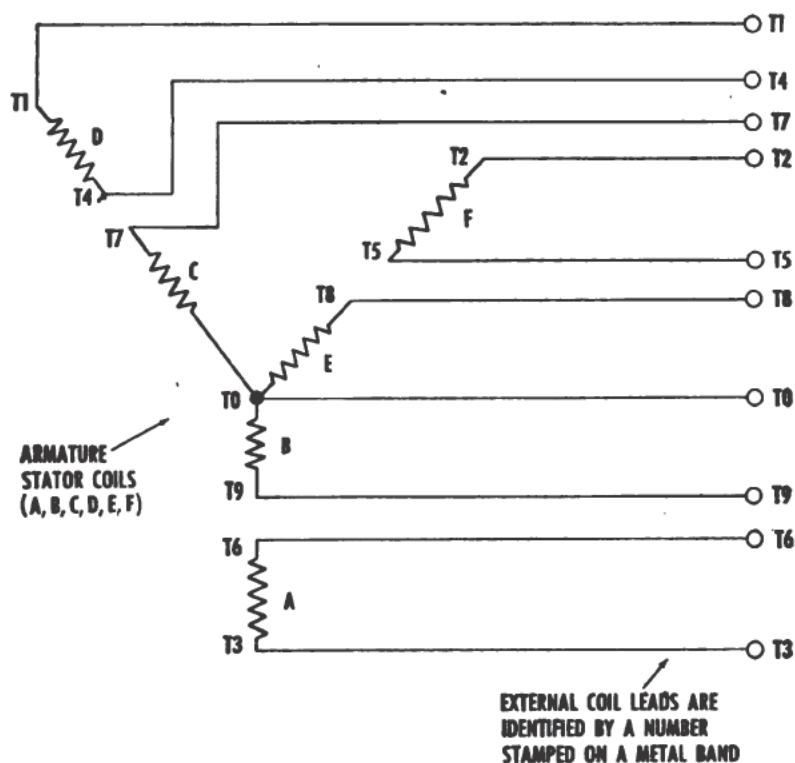 T1
T4
T1
D
T7
T2
T2
T4
F
T7
T5
T5
C
T8
T8
E
T0
T0
B
ARMATURE
STATOR COILS
(A, B, C, D, E, F)
T9
T9
T6
T6
A
T3
T3
EXTERNAL COIL LEADS ARE
IDENTIFIED BY A NUMBER
STAMPED ON A METAL BAND